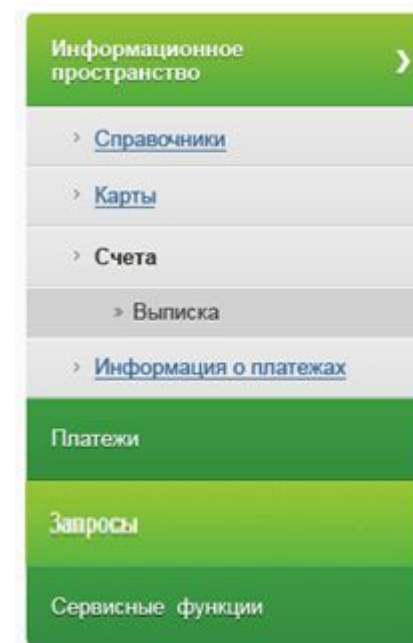 Информационное
пространство
Справочники
Карты
Счета
Выписка
Информация о платежах
Платежи
Запросы
Сервисные функции